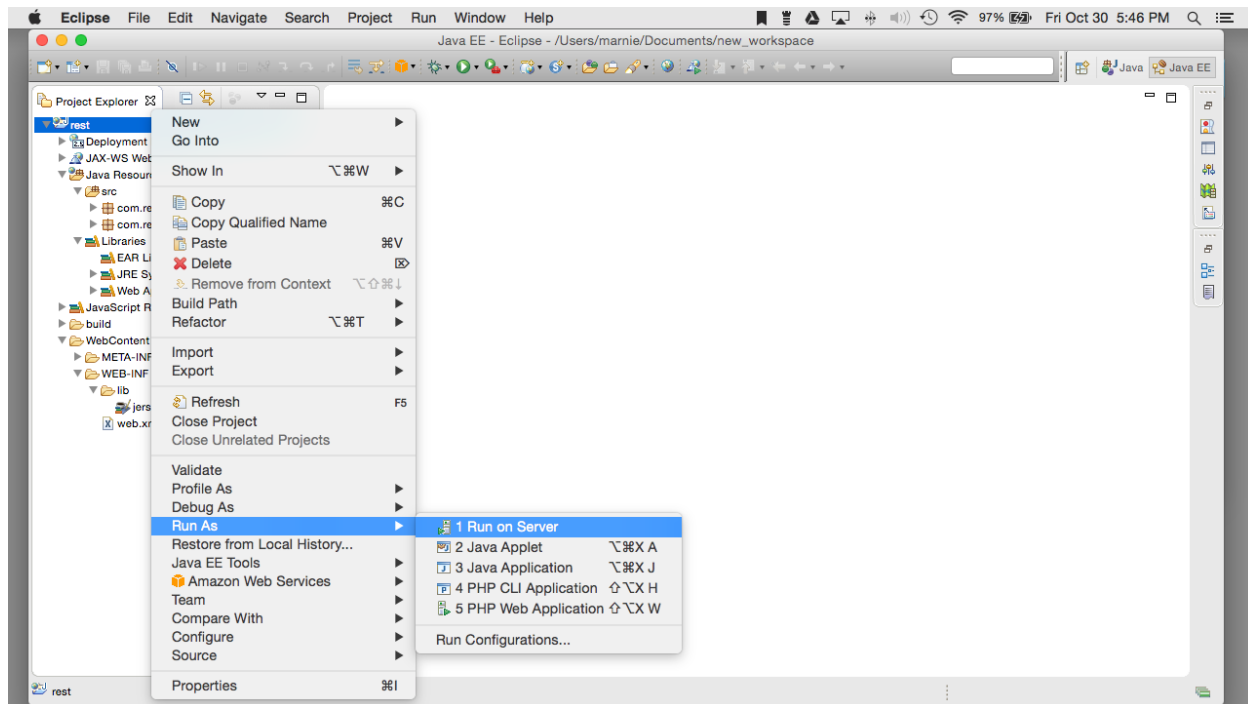 Eclipse File Edit Navigate Search Project Run Window Help 97% Fri Oct 30 5:46 PM
Java EE - Eclipse - /Users/marnie/Documents/new_workspace
Java Java EE
Project Explorer
rest
Deployment
JAX-WS Web
Java Resour
src
com.re
com.re
Libraries
EAR Li
JRE Sy
Web A
JavaScript R
build
WebContent
META-INF
WEB-INF
lib
jers
web.xr
New
Go Into
Show In ⌥⌘W
Copy ⌘C
Copy Qualified Name
Paste ⌘V
Delete ⌦
Remove from Context ⌥⇧⌘↓
Build Path
Refactor ⌥⌘T
Import
Export
Refresh F5
Close Project
Close Unrelated Projects
Validate
Profile As
Debug As
Run As
Restore from Local History...
Java EE Tools
Amazon Web Services
Team
Compare With
Configure
Source
Properties ⌘I
1 Run on Server
2 Java Applet ⌥⌘X A
3 Java Application ⌥⌘X J
4 PHP CLI Application ⇧⌥X H
5 PHP Web Application ⇧⌥X W
Run Configurations...
rest